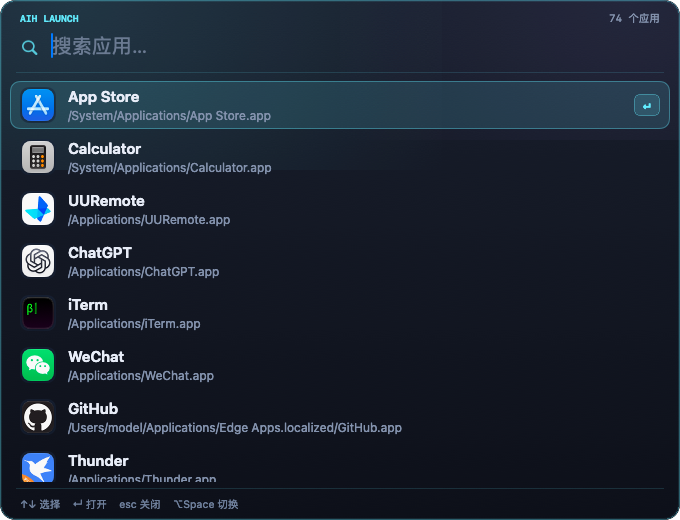 AIH LAUNCH
74 个应用
搜索应用...
App Store
/System/Applications/App Store.app
↵
Calculator
/System/Applications/Calculator.app
UURemote
/Applications/UURemote.app
ChatGPT
/Applications/ChatGPT.app
β|
iTerm
/Applications/iTerm.app
WeChat
/Applications/WeChat.app
GitHub
/Users/model/Applications/Edge Apps.localized/GitHub.app
Thunder
/Applications/Thunder.app
↑↓ 选择 ↵ 打开 esc 关闭 ⌥Space 切换